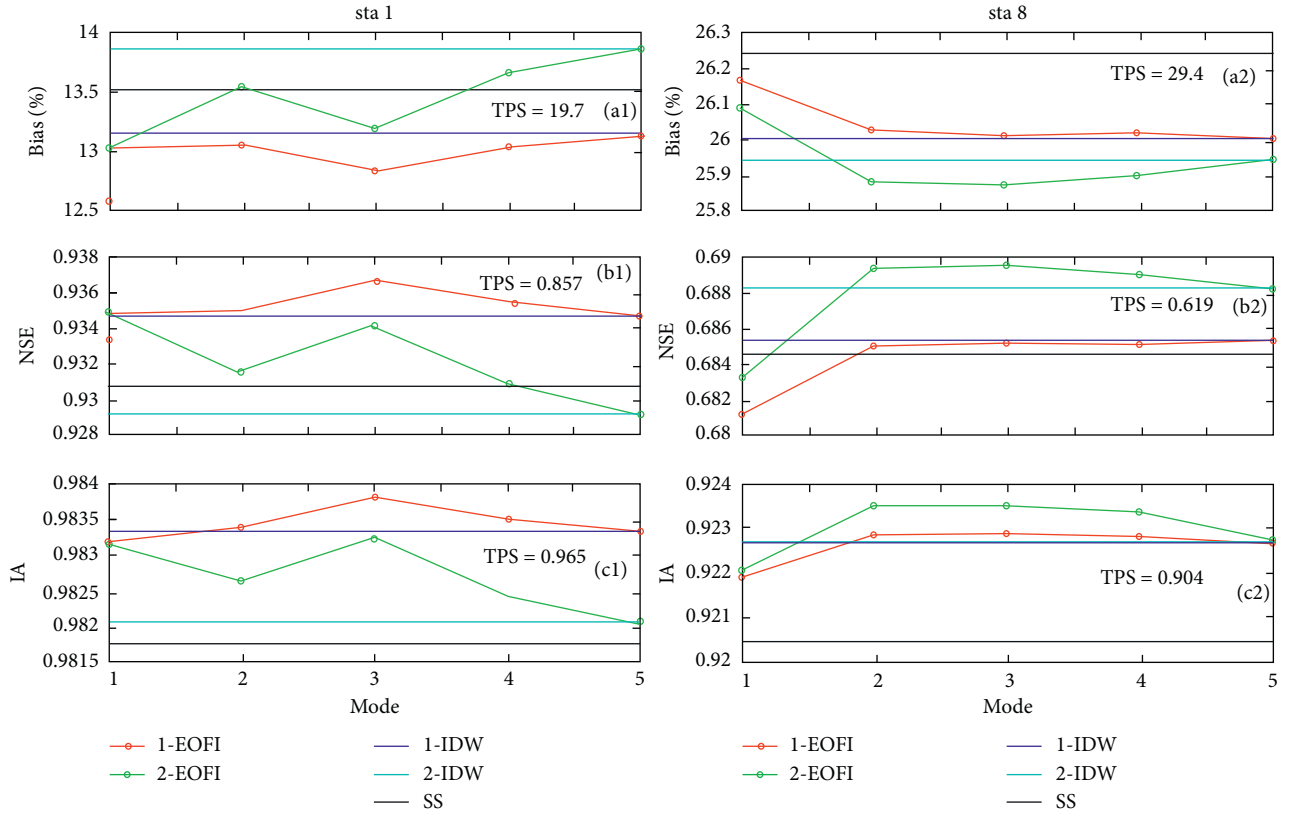 sta 1
14
13.5
13
12.5
Bias (%)
TPS = 19.7
(a1)
0.938
0.936
0.934
0.932
0.93
0.928
NSE
TPS = 0.857
(b1)
0.984
0.9835
0.983
0.9825
0.982
0.9815
IA
TPS = 0.965
(c1)
1 2 3 4 5
Mode
1-EOFI
2-EOFI
1-IDW
2-IDW
SS
sta 8
26.3
26.2
26.1
26
25.9
25.8
Bias (%)
TPS = 29.4
(a2)
0.69
0.688
0.686
0.684
0.682
0.68
NSE
TPS = 0.619
(b2)
0.924
0.923
0.922
0.921
0.92
IA
TPS = 0.904
(c2)
1 2 3 4 5
Mode
1-EOFI
2-EOFI
1-IDW
2-IDW
SS